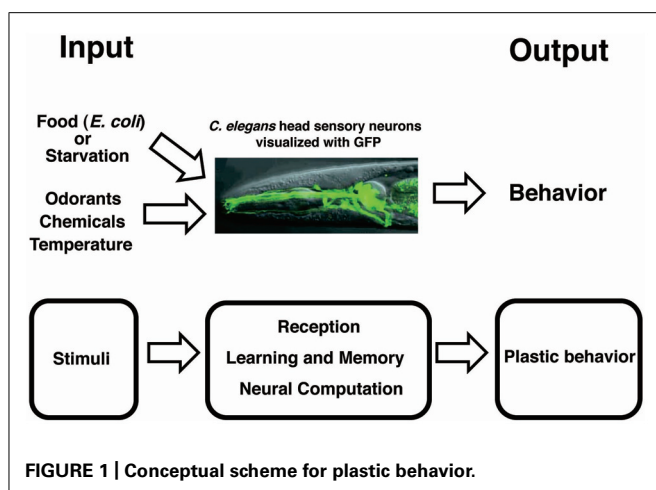 Input
Output
Food (E. coli)
or
Starvation
C. elegans head sensory neurons
visualized with GFP
Odorants
Chemicals
Temperature
Behavior
Stimuli
Reception
Learning and Memory
Neural Computation
Plastic behavior
FIGURE 1 | Conceptual scheme for plastic behavior.